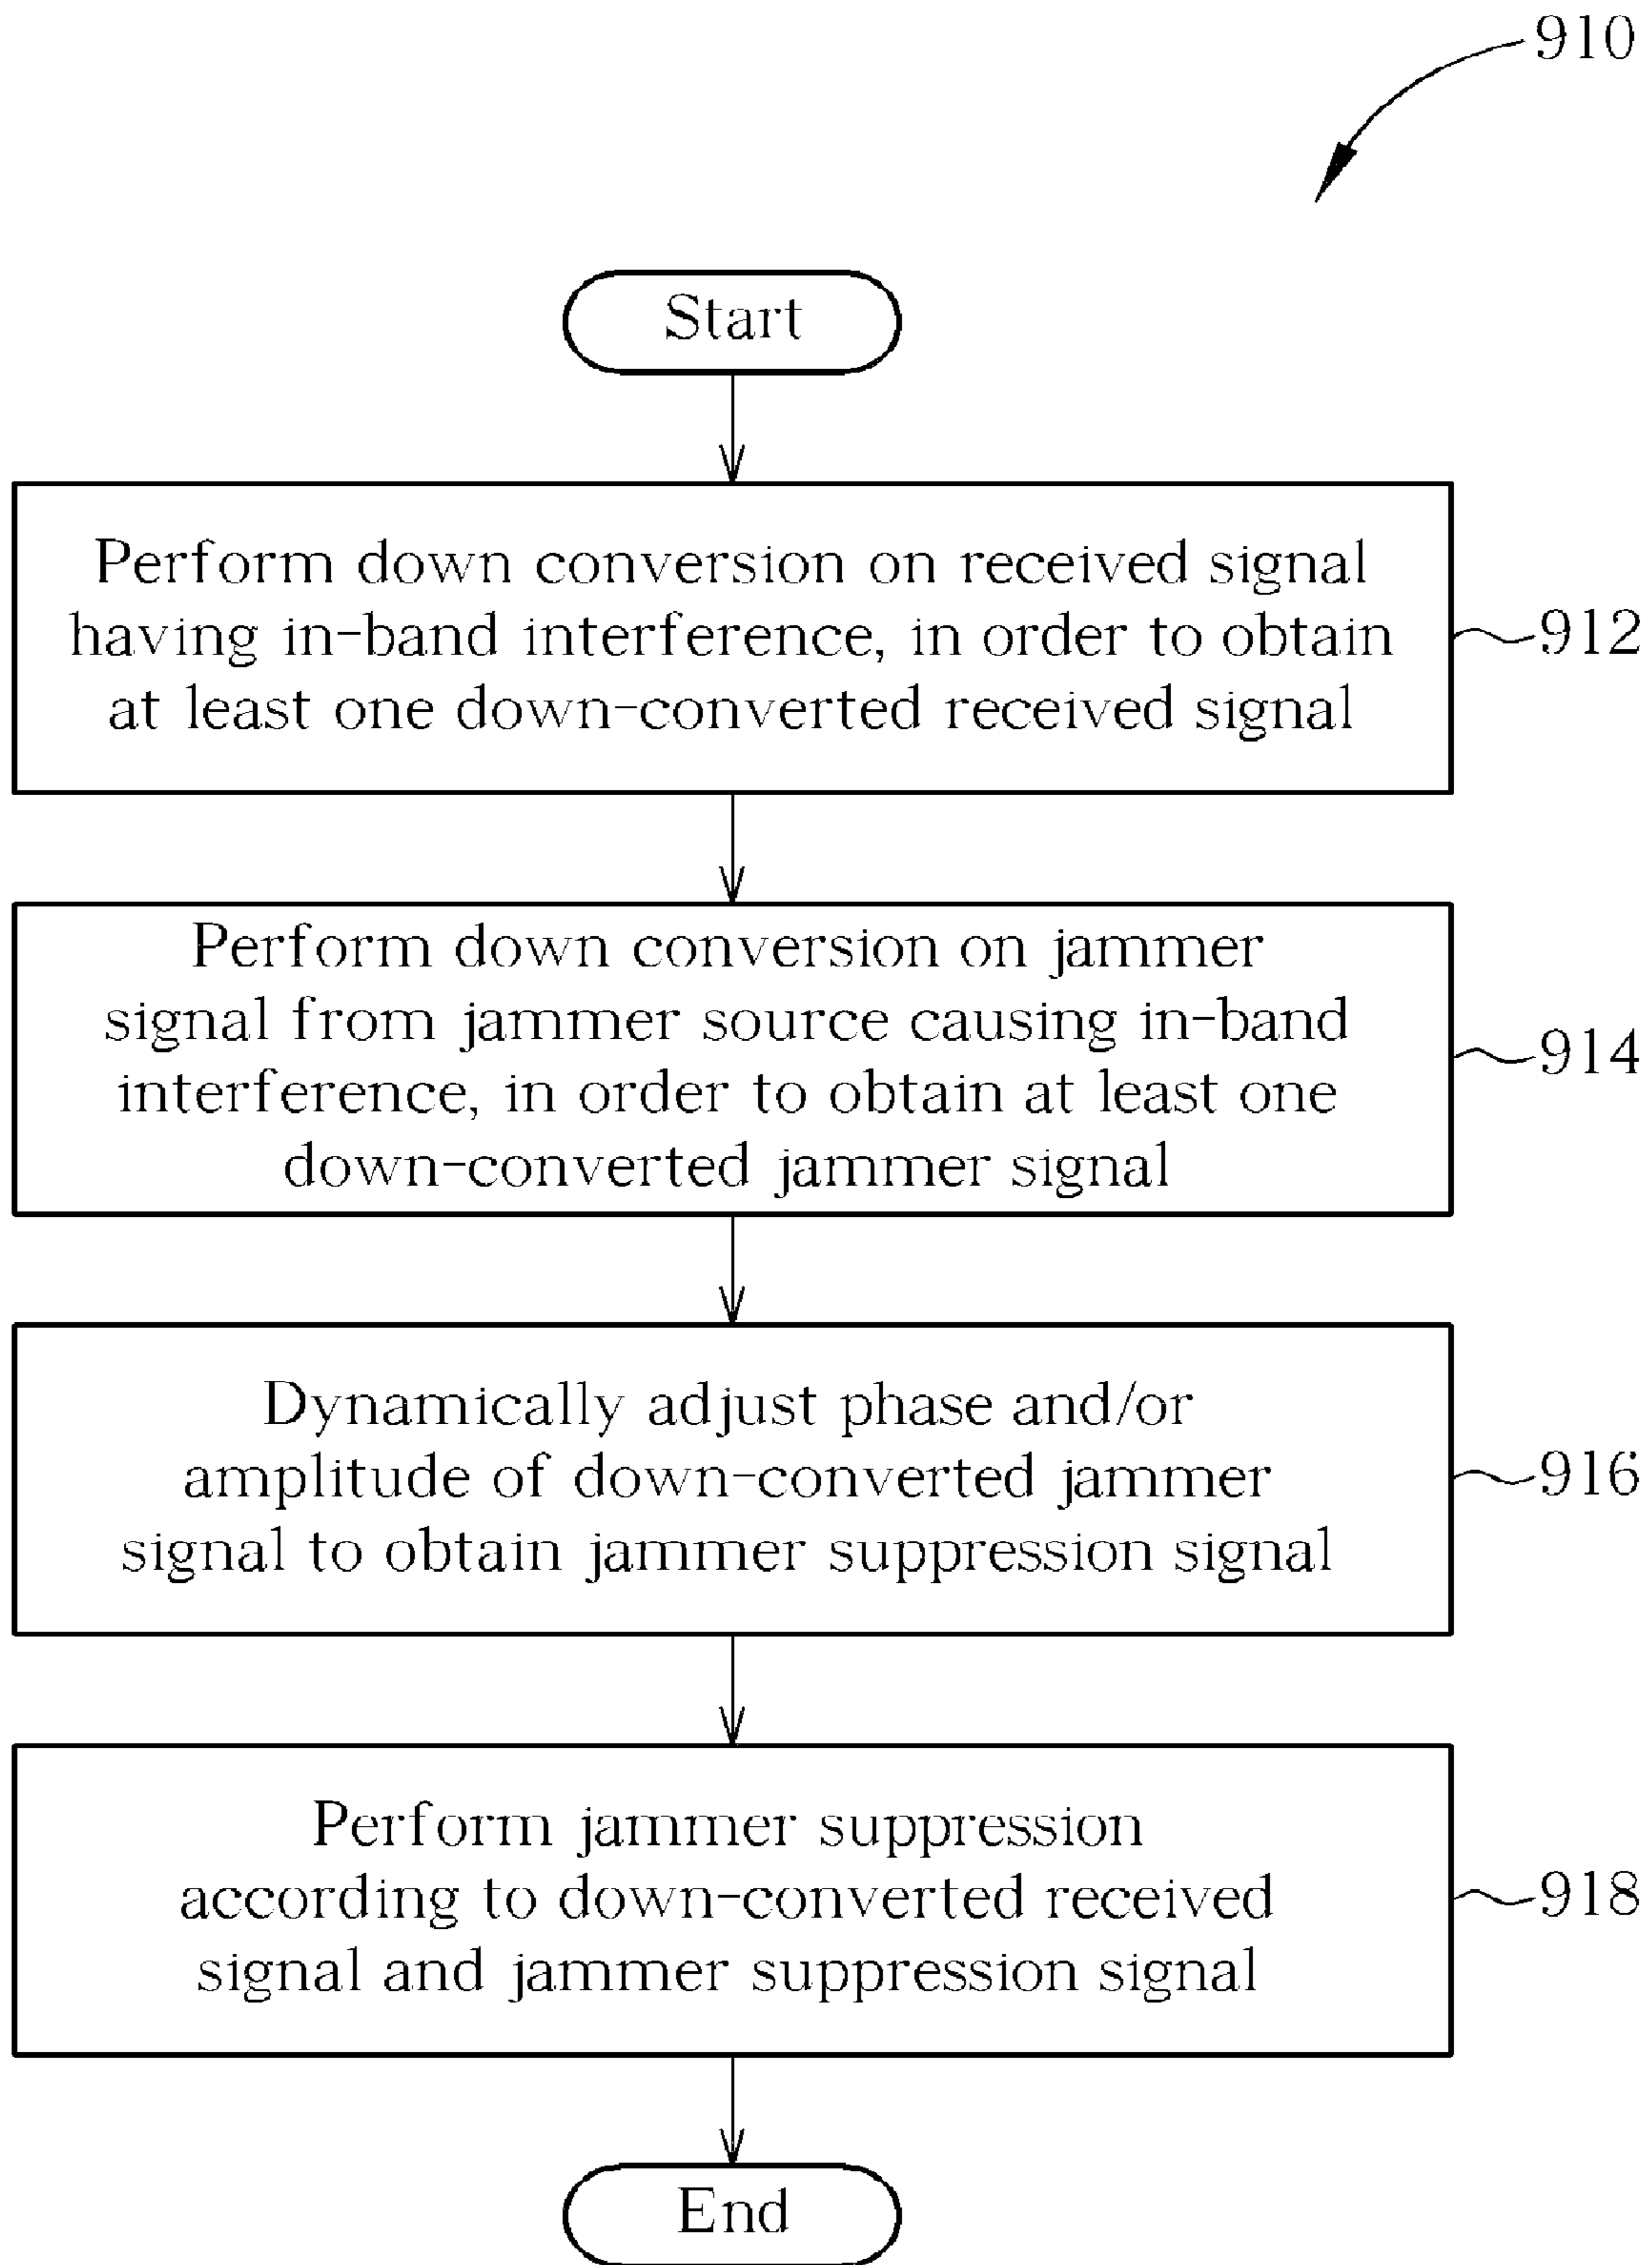 910
Start
Perform down conversion on received signal
having in-band interference, in order to obtain
at least one down-converted received signal
912
Perform down conversion on jammer
signal from jammer source causing in-band
interference, in order to obtain at least one
down-converted jammer signal
914
Dynamically adjust phase and/or
amplitude of down-converted jammer
signal to obtain jammer suppression signal
916
Perform jammer suppression
according to down-converted received
signal and jammer suppression signal
918
End